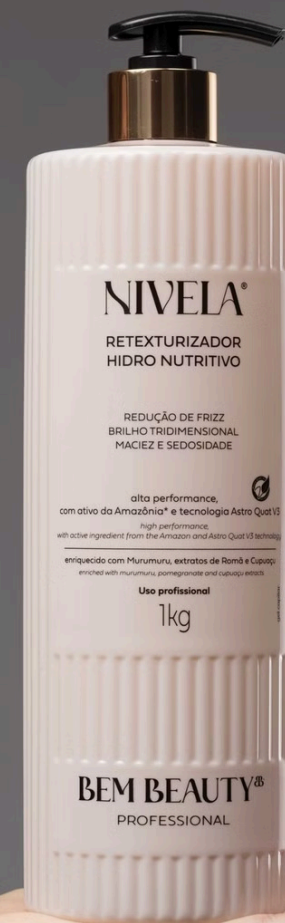 NIVELA®
RETEXTURIZADOR
HIDRO NUTRITIVO
REDUÇÃO DE FRIZZ
BRILHO TRIDIMENSIONAL
MACIEZ E SEDOSIDADE
alta performance,
com ativo da Amazônia* e tecnologia Astro Quat V3
high performance,
with active ingredient from the Amazon and Astro Quat V3 technology
enriquecido com Murumuru, extratos de Romã e Cupuaçu
enriched with murumuru, pomegranate and cupuaçu extracts
Uso profissional
1kg
BEM BEAUTY
PROFESSIONAL